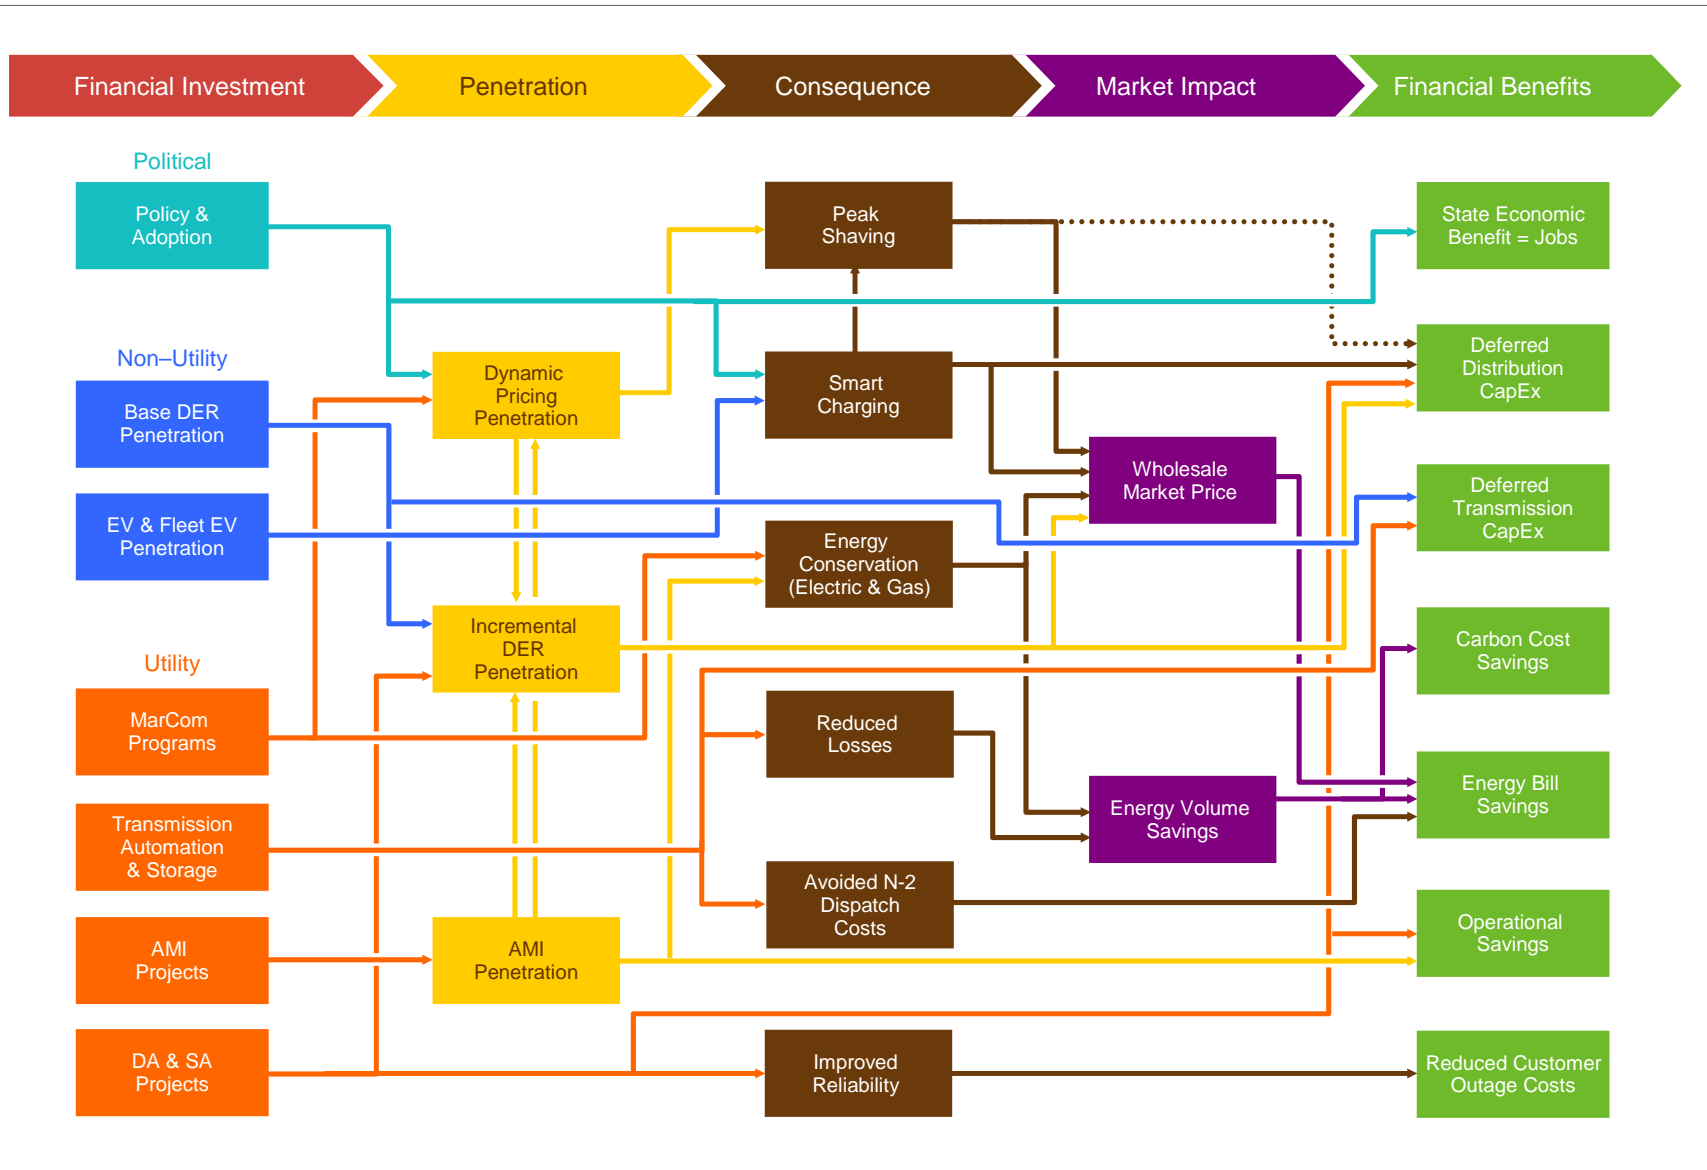 Financial Investment
Penetration
Consequence
Market Impact
Financial Benefits
Political
Policy &
Adoption
Non–Utility
Base DER
Penetration
EV & Fleet EV
Penetration
Utility
MarCom
Programs
Transmission
Automation
& Storage
AMI
Projects
DA & SA
Projects
Dynamic
Pricing
Penetration
Incremental
DER
Penetration
AMI
Penetration
Peak
Shaving
Smart
Charging
Energy
Conservation
(Electric & Gas)
Reduced
Losses
Avoided N-2
Dispatch
Costs
Improved
Reliability
Wholesale
Market Price
Energy Volume
Savings
State Economic
Benefit = Jobs
Deferred
Distribution
CapEx
Deferred
Transmission
CapEx
Carbon Cost
Savings
Energy Bill
Savings
Operational
Savings
Reduced Customer
Outage Costs